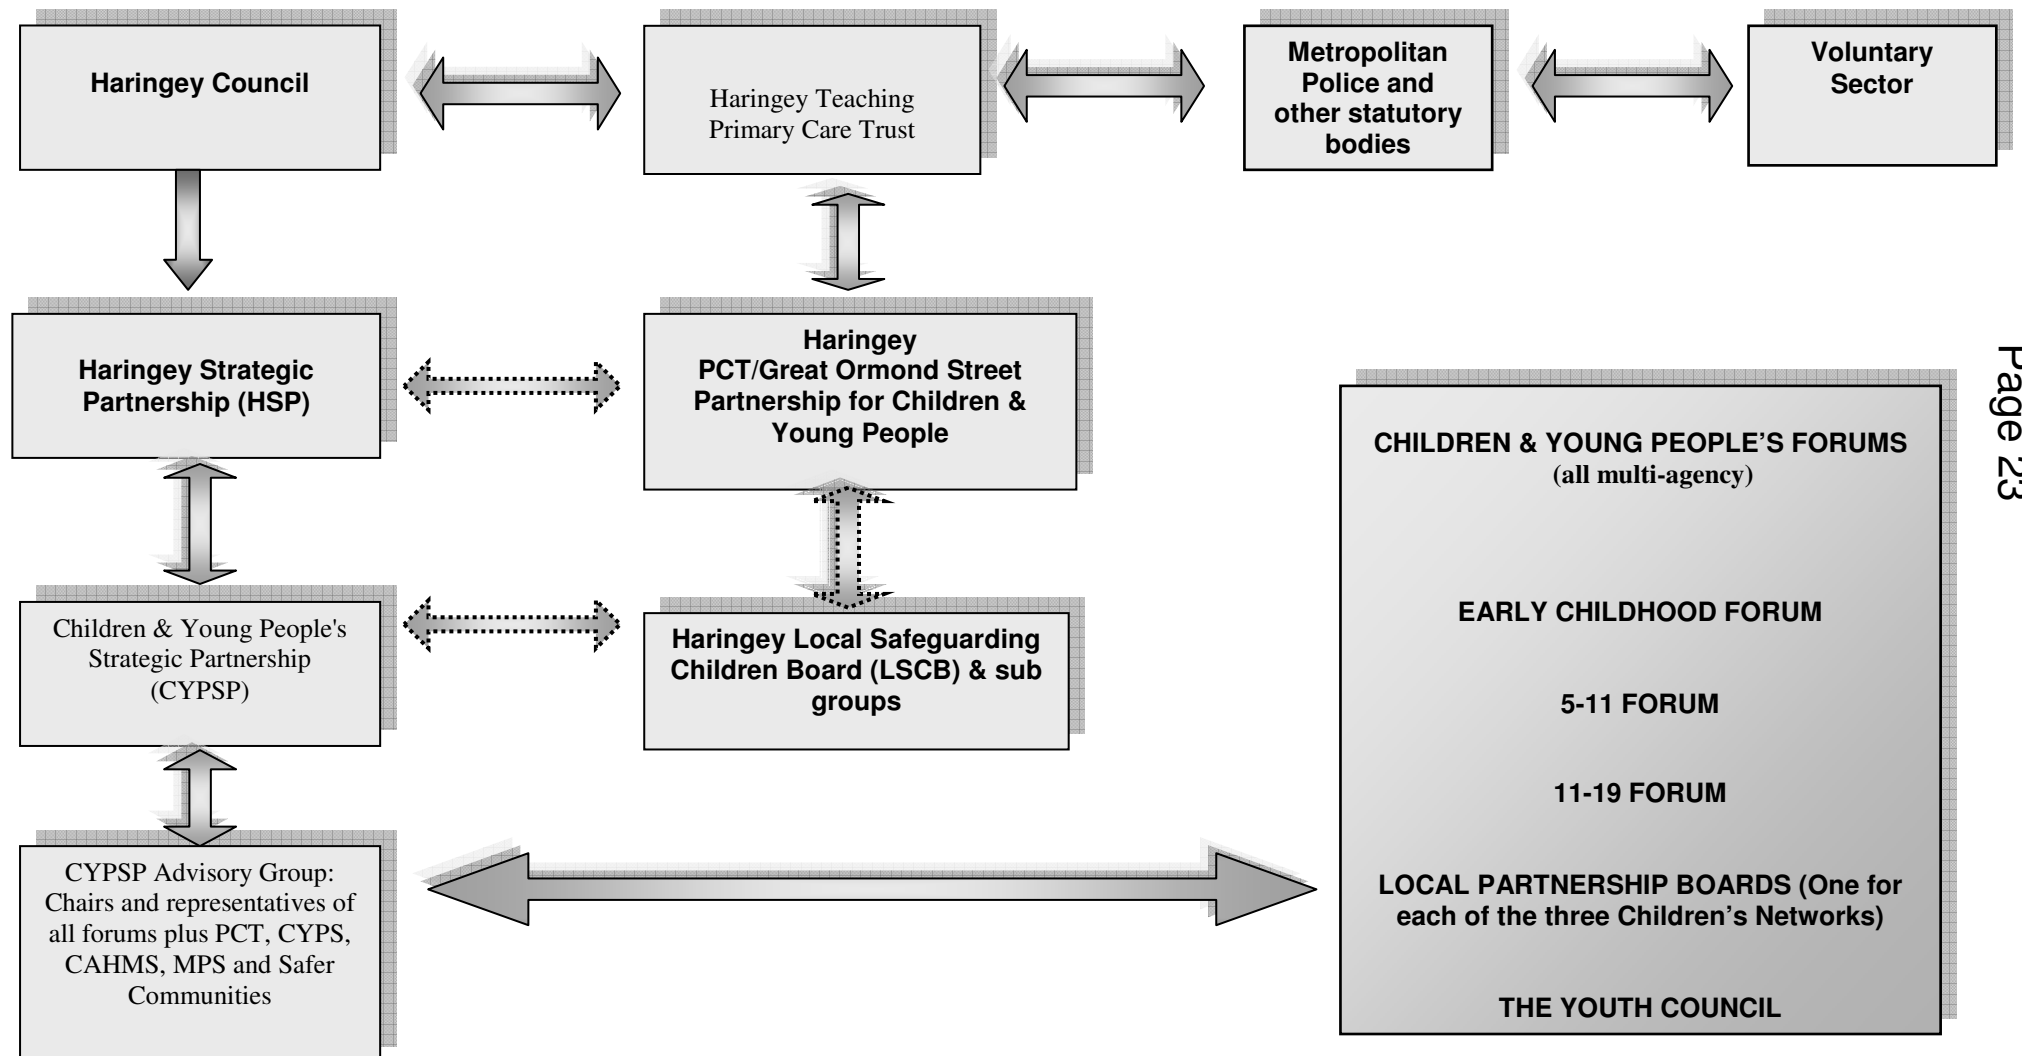 Haringey Council
Haringey Teaching
Primary Care Trust
Metropolitan
Police and
other statutory
bodies
Voluntary
Sector
Haringey Strategic
Partnership (HSP)
Haringey
PCT/Great Ormond Street
Partnership for Children &
Young People
Children & Young People's
Strategic Partnership
(CYPSP)
Haringey Local Safeguarding
Children Board (LSCB) & sub
groups
CYPSP Advisory Group:
Chairs and representatives of
all forums plus PCT, CYPS,
CAHMS, MPS and Safer
Communities
CHILDREN & YOUNG PEOPLE’S FORUMS
(all multi-agency)
EARLY CHILDHOOD FORUM
5-11 FORUM
11-19 FORUM
LOCAL PARTNERSHIP BOARDS (One for
each of the three Children’s Networks)
THE YOUTH COUNCIL
Page 23